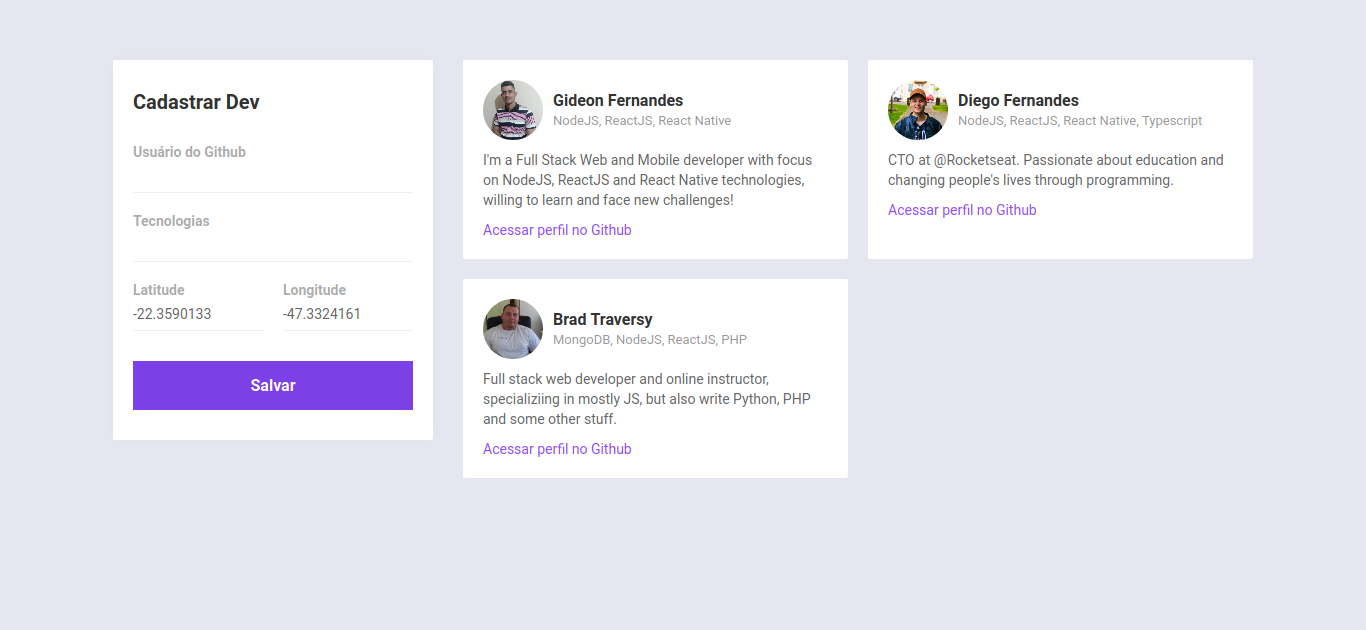 Cadastrar Dev
Usuário do Github
Tecnologias
Latitude
Longitude
-22.3590133
-47.3324161
Salvar
Gideon Fernandes
NodeJS, ReactJS, React Native
I'm a Full Stack Web and Mobile developer with focus
on NodeJS, ReactJS and React Native technologies,
willing to learn and face new challenges!
Acessar perfil no Github
Diego Fernandes
NodeJS, ReactJS, React Native, Typescript
CTO at @Rocketseat. Passionate about education and
changing people's lives through programming.
Acessar perfil no Github
Brad Traversy
MongoDB, NodeJS, ReactJS, PHP
Full stack web developer and online instructor,
specializiing in mostly JS, but also write Python, PHP
and some other stuff.
Acessar perfil no Github